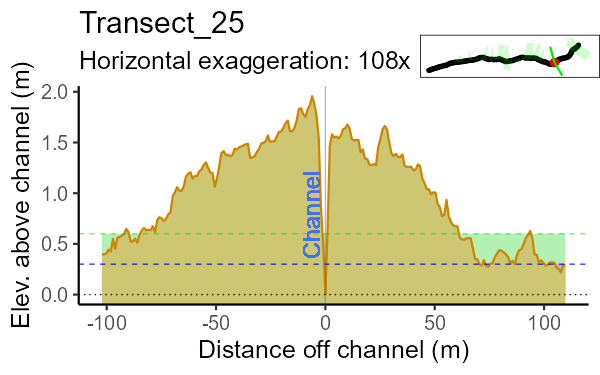 Transect_25
Horizontal exaggeration: 108x
Elev. above channel (m)
2.0
1.5
1.0
0.5
0.0
Channel
-100
-50
0
50
100
Distance off channel (m)